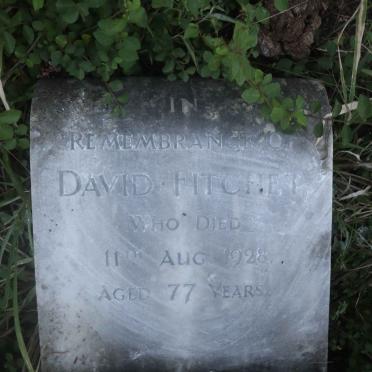 IN
REMEMBRANCE OF
DAVID FITCHET
WHO DIED
11TH AUG 1928
AGED 77 YEARS.